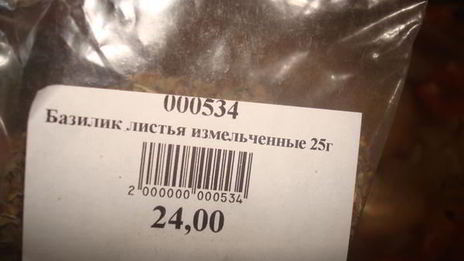 000534
Базилик листья измельченные 25г
2 000000 000534
24,00